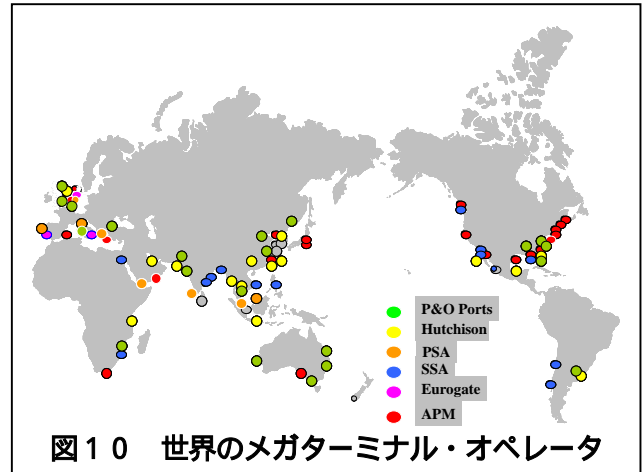 P&O Ports
Hutchison
PSA
SSA
Eurogate
APM
図10 世界のメガターミナル・オペレータ